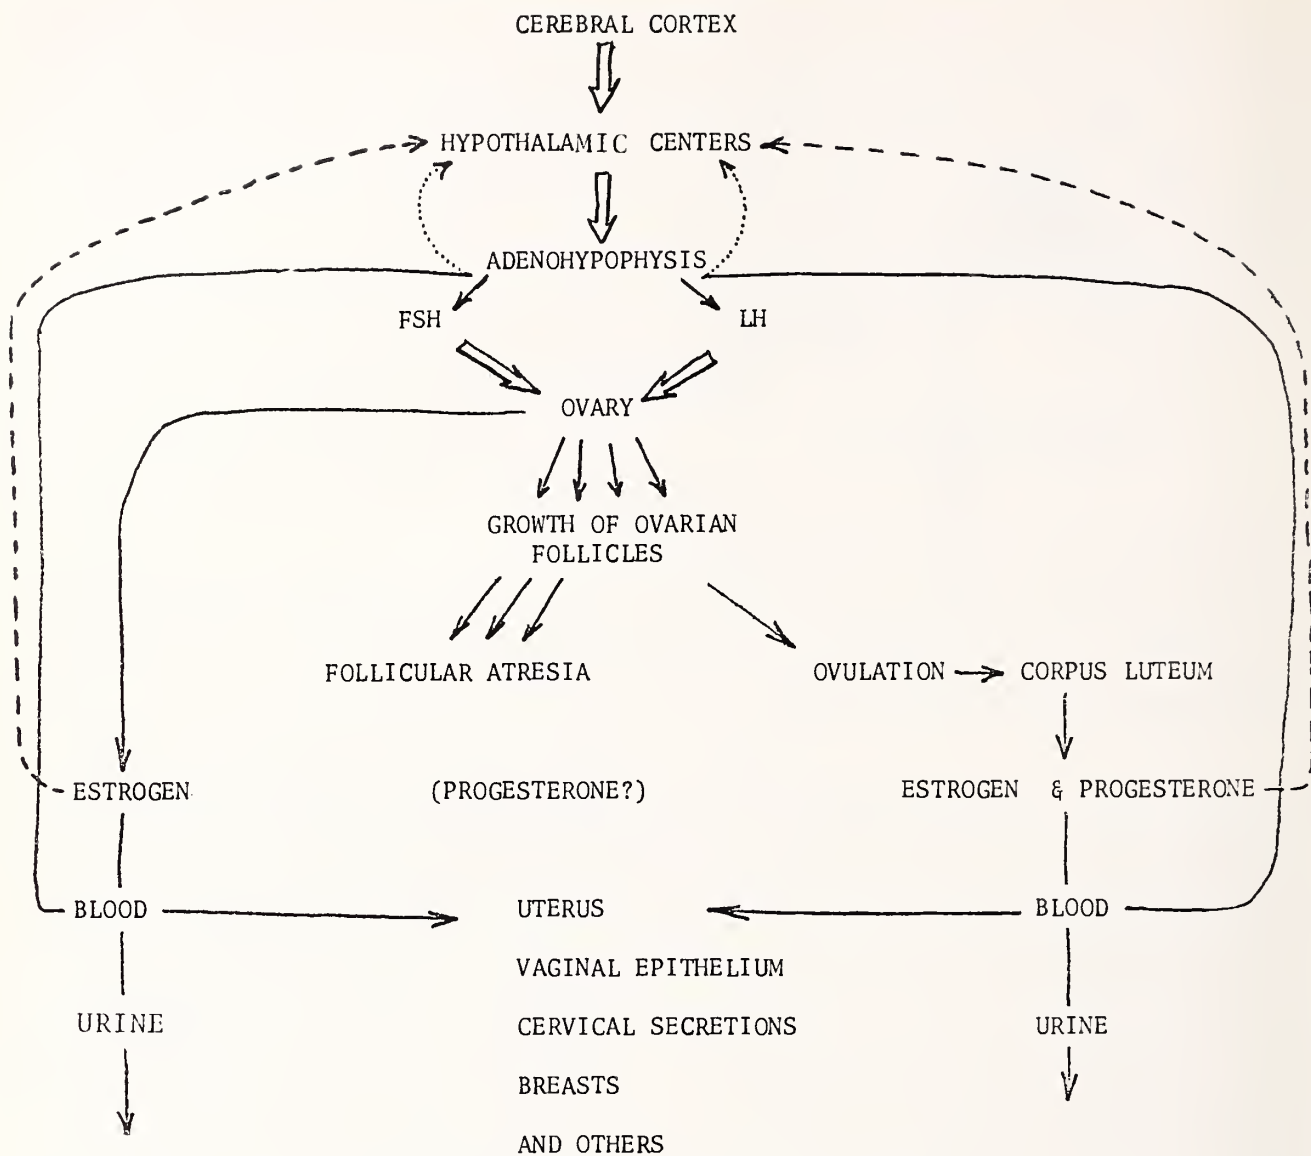 CEREBRAL CORTEX
HYPOTHALAMIC CENTERS
ADENOHYPOPHYSIS
FSH
LH
OVARY
GROWTH OF OVARIAN
FOLLICLES
FOLLICULAR ATRESIA
OVULATION
CORPUS LUTEUM
ESTROGEN
(PROGESTERONE?)
ESTROGEN & PROGESTERONE
BLOOD
UTERUS
BLOOD
VAGINAL EPITHELIUM
URINE
CERVICAL SECRETIONS
URINE
BREASTS
AND OTHERS